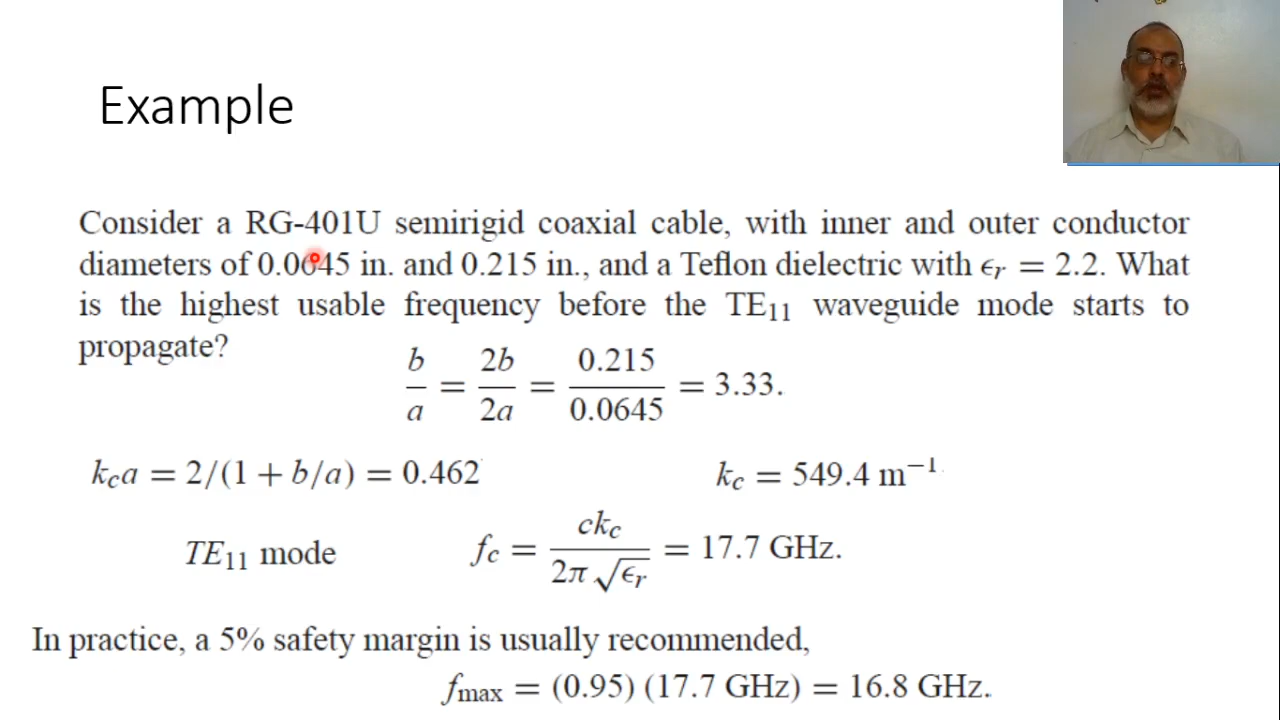 Example
Consider a RG-401U semirigid coaxial cable, with inner and outer conductor
diameters of 0.0645 in. and 0.215 in., and a Teflon dielectric with ϵr = 2.2. What
is the highest usable frequency before the TE11 waveguide mode starts to
propagate?
b/a = 2b/2a = 0.215/0.0645 = 3.33.
kca = 2/(1 + b/a) = 0.462
kc = 549.4 m−1.
TE11 mode
fc = ckc/2π√ϵr = 17.7 GHz.
In practice, a 5% safety margin is usually recommended,
fmax = (0.95) (17.7 GHz) = 16.8 GHz.